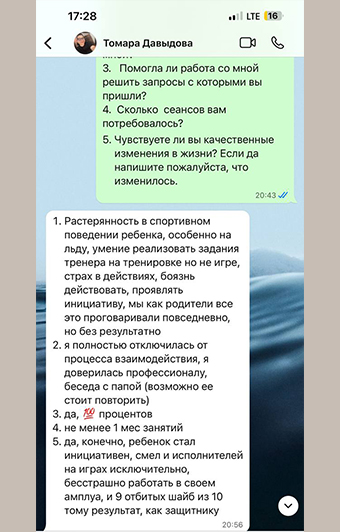 17:28
LTE 16
Томара Давыдова
3. Помогла ли работа со мной
решить запросы с которыми вы
пришли?
4. Сколько сеансов вам
потребовалось?
5. Чувствуете ли вы качественные
изменения в жизни? Если да
напишите пожалуйста, что
изменилось.
20:43
1. Растерянность в спортивном
поведении ребенка, особенно на
льду, умение реализовать задания
тренера на тренировке но не игре,
страх в действиях, боязнь
действовать, проявлять
инициативу, мы как родители все
это проговаривали повседневно,
но без результатно
2. я полностью отключилась от
процесса взаимодействия, я
доверилась профессионалу,
беседа с папой (возможно ее
стоит повторить)
3. да, 💯 процентов
4. не менее 1 мес занятий
5. да, конечно, ребенок стал
инициативен, смел и исполнителей
на играх исключительно,
бесстрашно работать в своем
амплуа, и 9 отбитых шайб из 10
тому результат, как защитнику
20:56